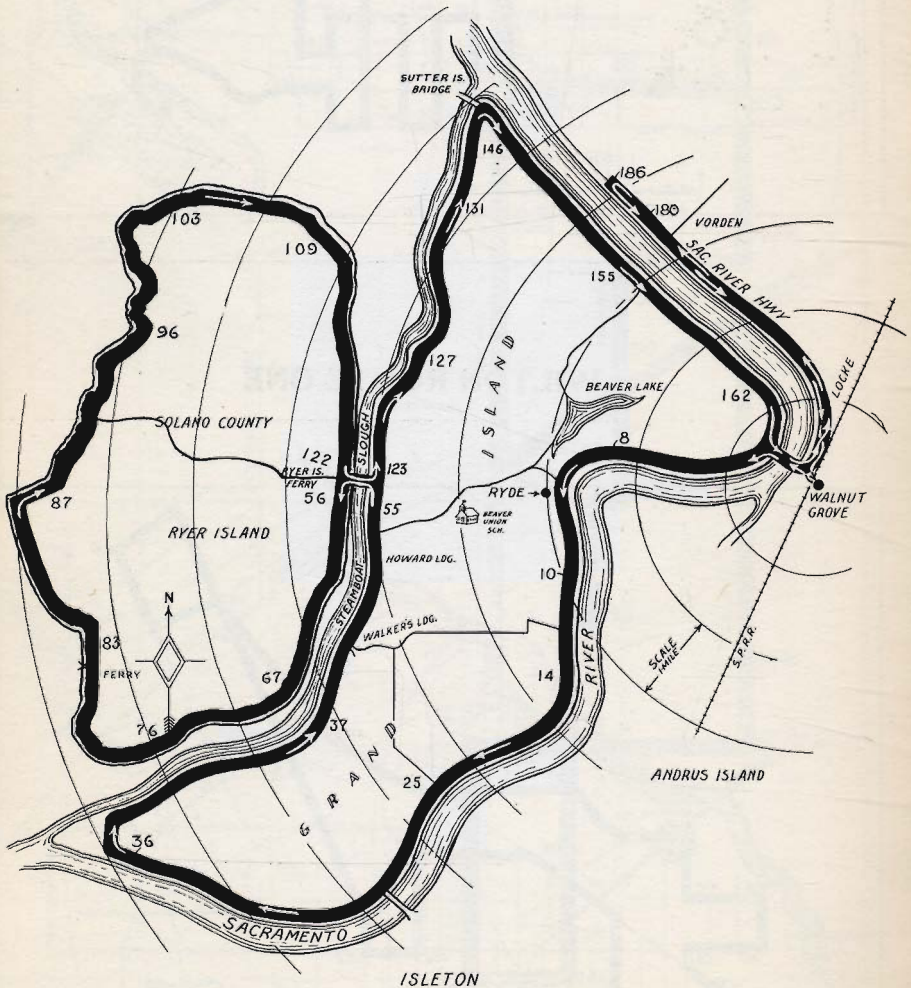 SUTTER IS.
BRIDGE
146
186
180
VORDEN
SAC. RIVER HWY
103
131
109
155
96
127
ISLAND
BEAVER LAKE
LOCKE
162
SOLANO COUNTY
SLOUGH
8
122
RYER IS.
FERRY
123
56
55
RYDE
BEAVER
UNION
SCH.
WALNUT
GROVE
87
RYER ISLAND
HOWARD LDG.
STEAMBOAT
10
N
WALKER'S LDG.
83
FERRY
RIVER
SCALE
1 MILE
S.P.R.R.
67
14
76
37
GRAND
25
ANDRUS ISLAND
36
SACRAMENTO
ISLETON